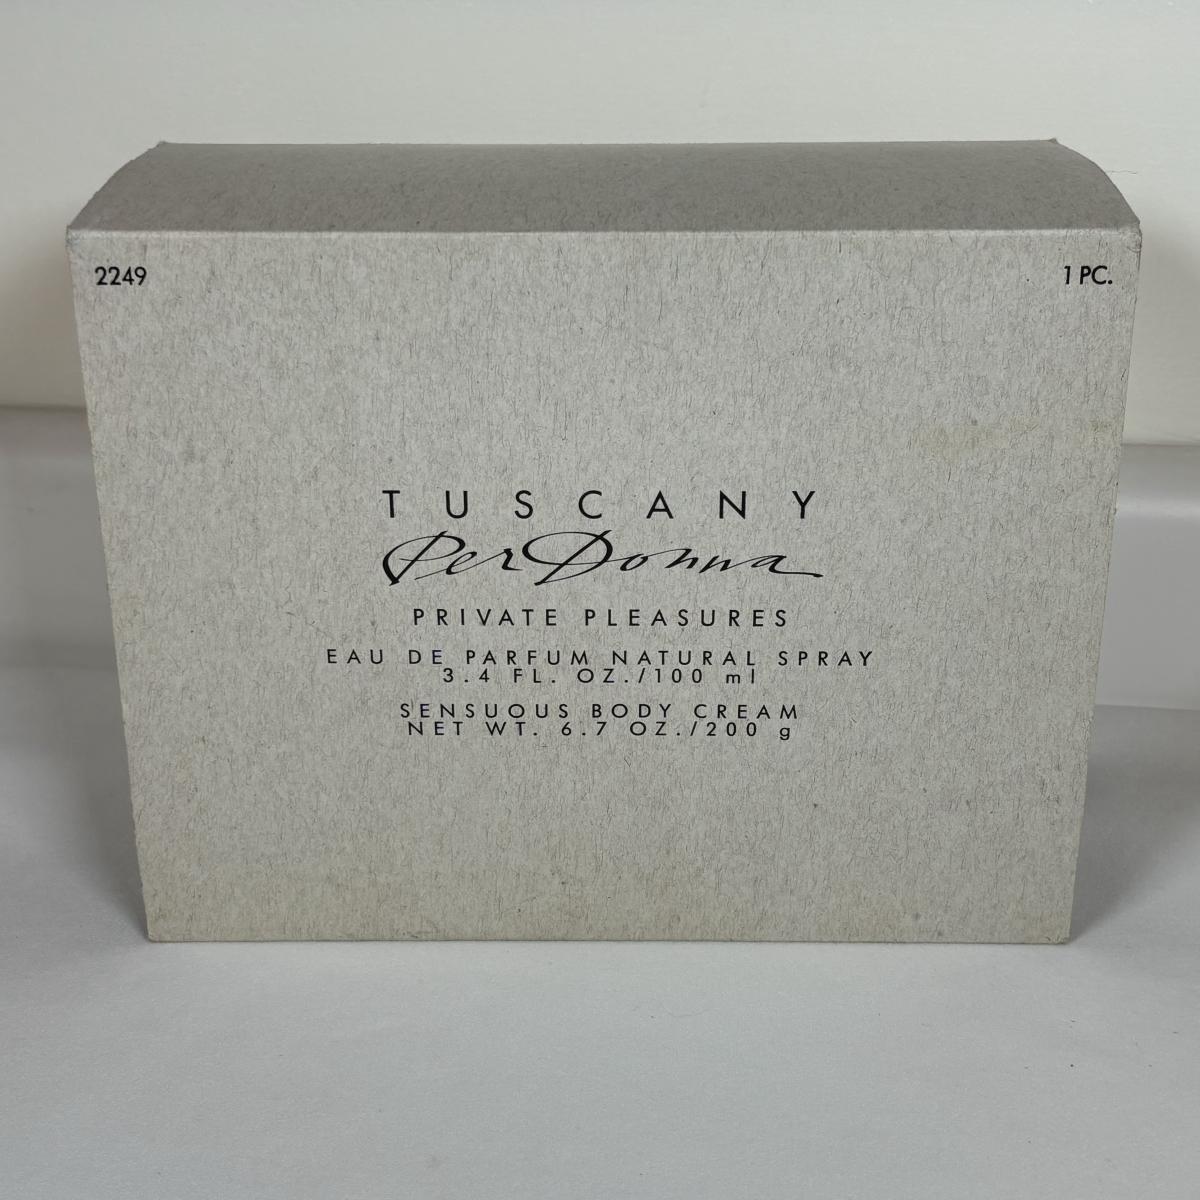 2249
1 PC.
TUSCANY
Per Donna
PRIVATE PLEASURES
EAU DE PARFUM NATURAL SPRAY
3.4 FL. OZ./100 ml
SENSUOUS BODY CREAM
NET WT. 6.7 OZ./200 g